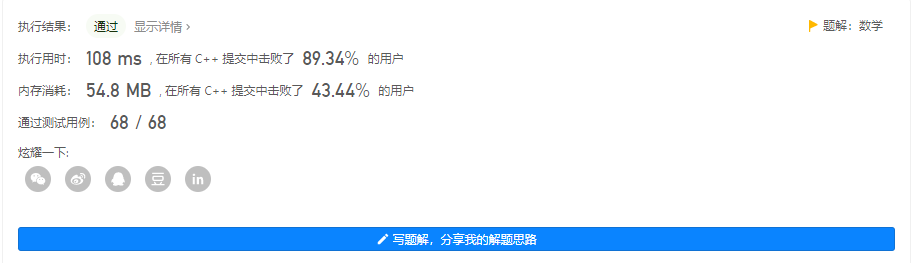 执行结果： 通过 显示详情 > 题解：数学
执行用时： 108 ms , 在所有 C++ 提交中击败了 89.34% 的用户
内存消耗： 54.8 MB , 在所有 C++ 提交中击败了 43.44% 的用户
通过测试用例： 68 / 68
炫耀一下:
豆 in
写题解，分享我的解题思路